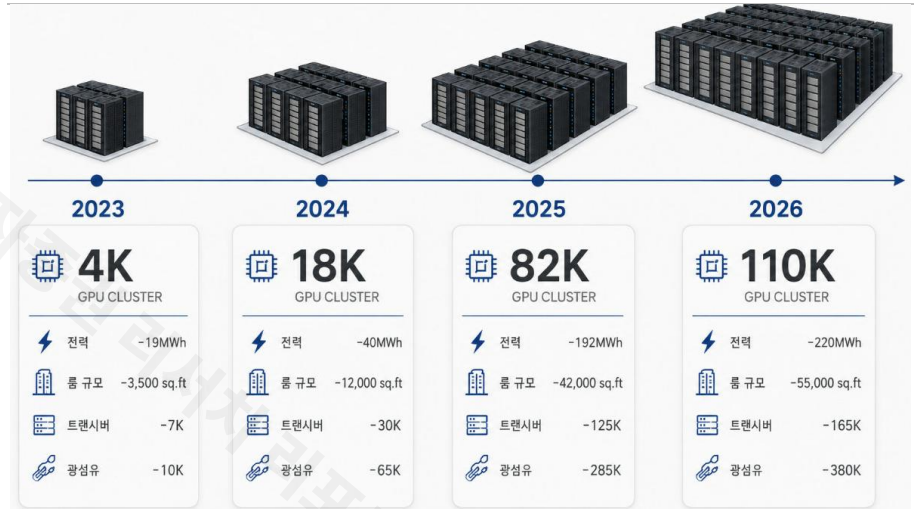 2023
4K
GPU CLUSTER
전력 ~19MWh
룸 규모 ~3,500 sq.ft
트랜시버 ~7K
광섬유 ~10K
2024
18K
GPU CLUSTER
전력 ~40MWh
룸 규모 ~12,000 sq.ft
트랜시버 ~30K
광섬유 ~65K
2025
82K
GPU CLUSTER
전력 ~192MWh
룸 규모 ~42,000 sq.ft
트랜시버 ~125K
광섬유 ~285K
2026
110K
GPU CLUSTER
전력 ~220MWh
룸 규모 ~55,000 sq.ft
트랜시버 ~165K
광섬유 ~380K